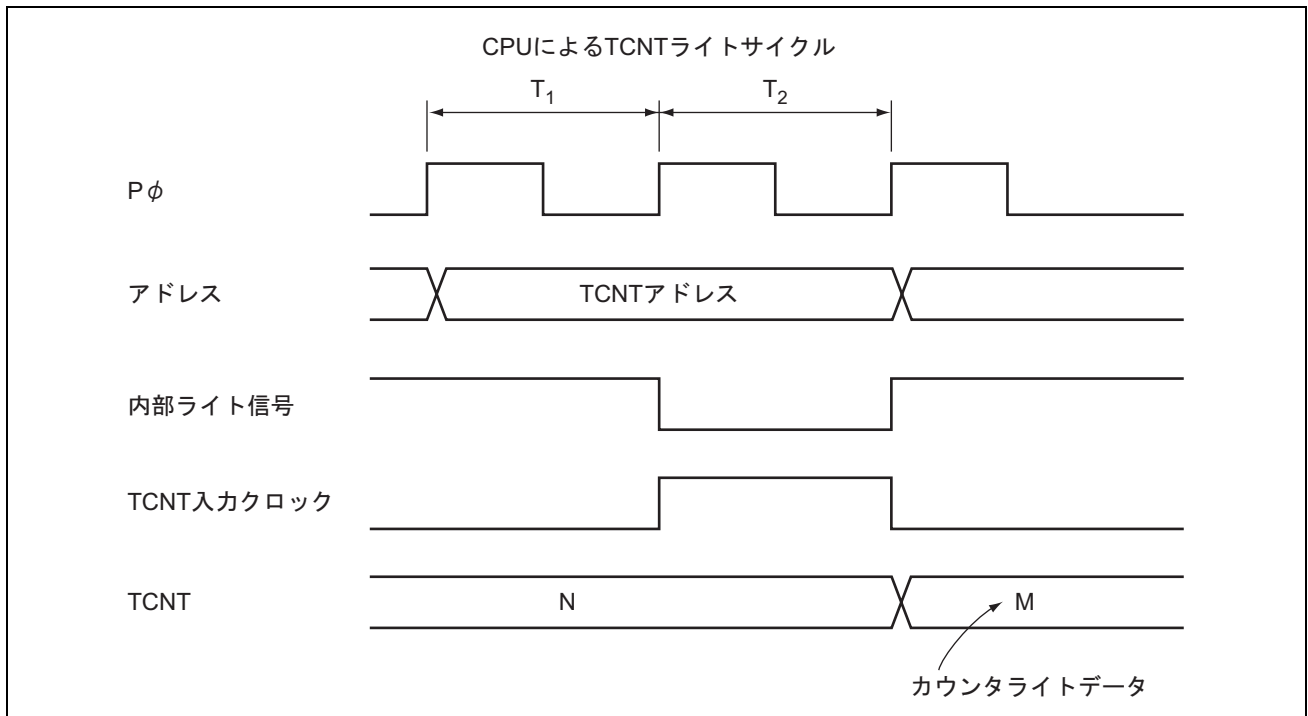 CPUによるTCNTライトサイクル
T1 T2
Pφ
アドレス TCNTアドレス
内部ライト信号
TCNT入力クロック
TCNT N M
カウンタライトデータ